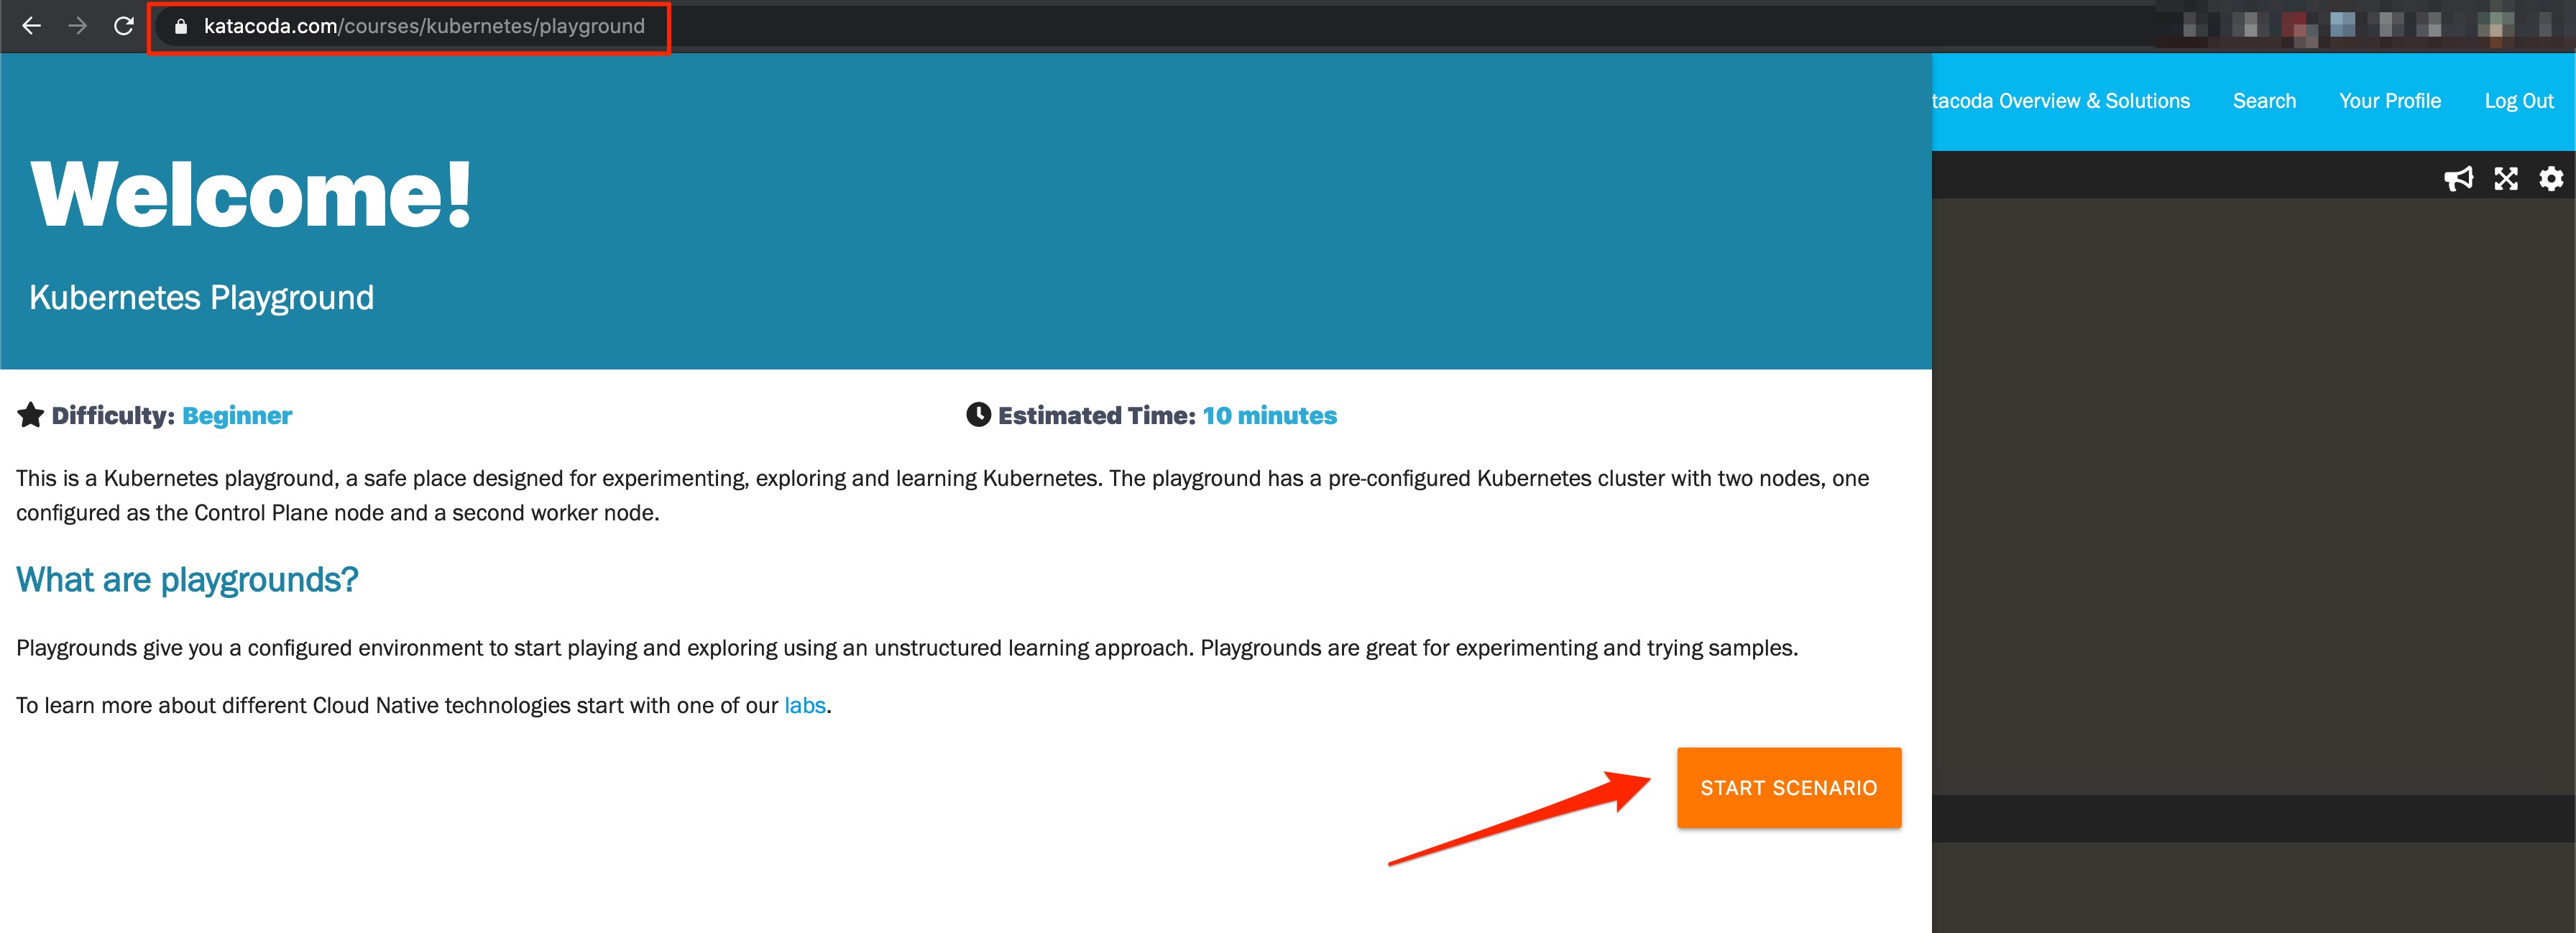 katacoda.com/courses/kubernetes/playground
tacoda Overview & Solutions
Search
Your Profile
Log Out
Welcome!
Kubernetes Playground
Difficulty: Beginner
Estimated Time: 10 minutes
This is a Kubernetes playground, a safe place designed for experimenting, exploring and learning Kubernetes. The playground has a pre-configured Kubernetes cluster with two nodes, one
configured as the Control Plane node and a second worker node.
What are playgrounds?
Playgrounds give you a configured environment to start playing and exploring using an unstructured learning approach. Playgrounds are great for experimenting and trying samples.
To learn more about different Cloud Native technologies start with one of our labs.
START SCENARIO